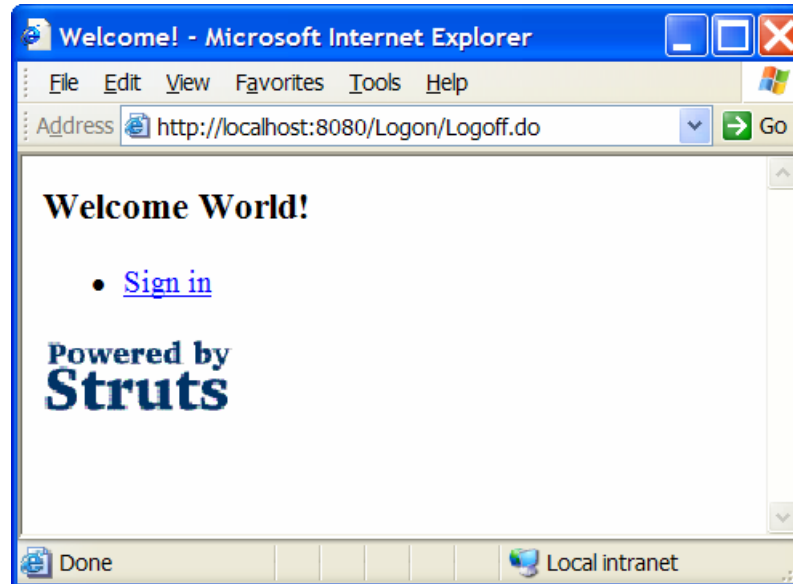 Welcome! - Microsoft Internet Explorer
File Edit View Favorites Tools Help
Address http://localhost:8080/Logon/Logoff.do Go
Welcome World!
• Sign in
Powered by
Struts
Done Local intranet